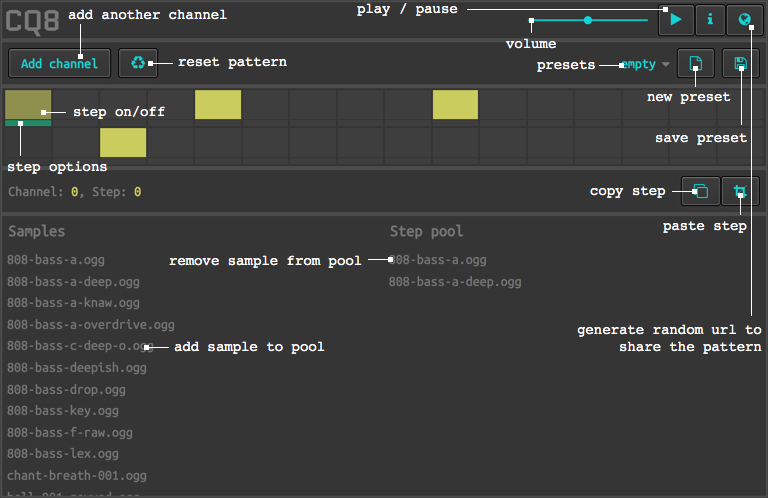 CQ8
add another channel
play / pause
volume
i
Add channel
reset pattern
presets
empty
new preset
step on/off
save preset
step options
Channel: 0, Step: 0
copy step
paste step
Samples
Step pool
808-bass-a.ogg
remove sample from pool
808-bass-a.ogg
808-bass-a-deep.ogg
808-bass-a-deep.ogg
808-bass-a-knaw.ogg
808-bass-a-overdrive.ogg
generate random url to
share the pattern
808-bass-c-deep-o.ogg
add sample to pool
808-bass-deepish.ogg
808-bass-drop.ogg
808-bass-key.ogg
808-bass-f-raw.ogg
808-bass-lex.ogg
chant-breath-001.ogg